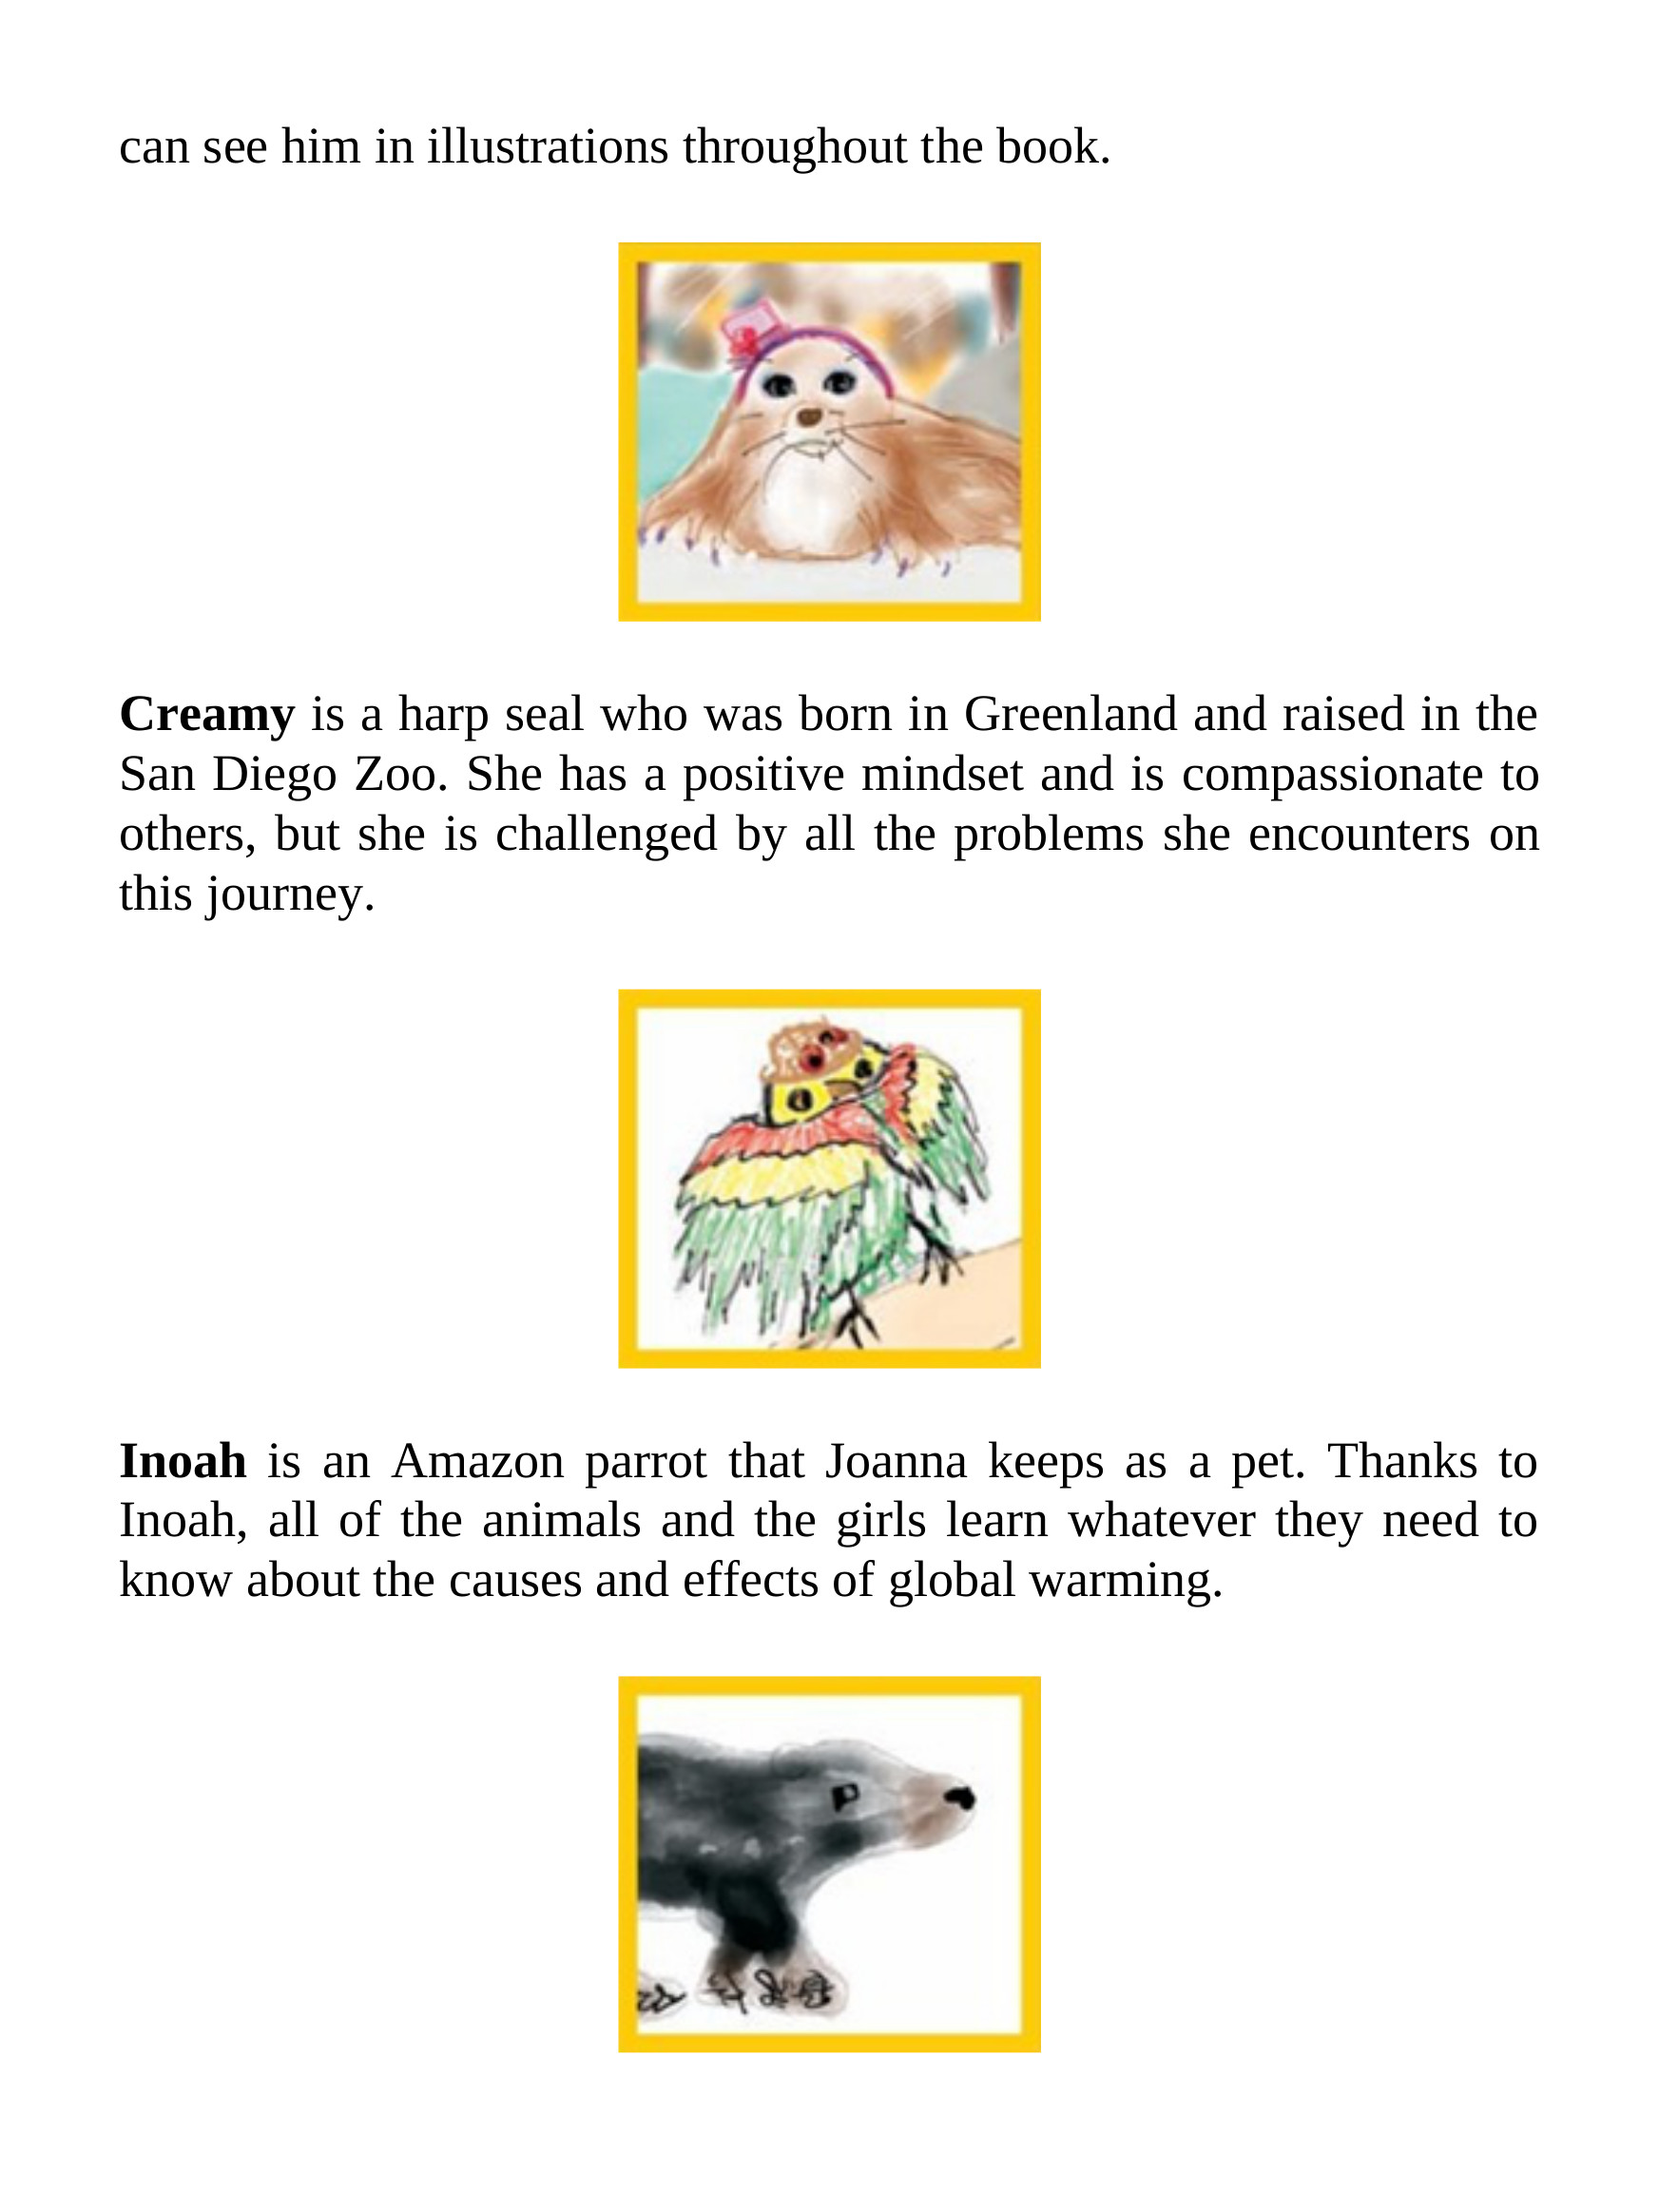 can see him in illustrations throughout the book.
Creamy is a harp seal who was born in Greenland and raised in the
San Diego Zoo. She has a positive mindset and is compassionate to
others, but she is challenged by all the problems she encounters on
this journey.
Inoah is an Amazon parrot that Joanna keeps as a pet. Thanks to
Inoah, all of the animals and the girls learn whatever they need to
know about the causes and effects of global warming.